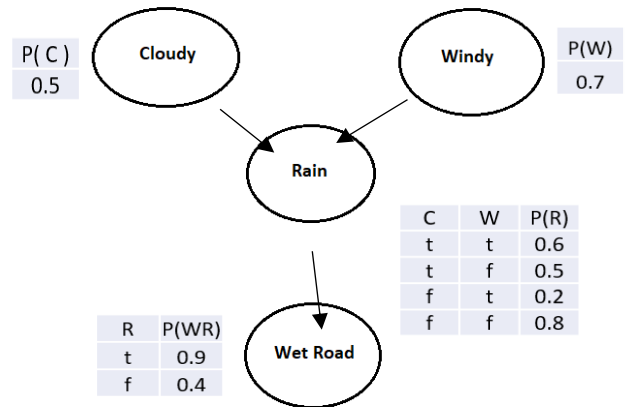 P( C )
0.5
Cloudy
Windy
P(W)
0.7
Rain
C W P(R)
t t 0.6
t f 0.5
f t 0.2
f f 0.8
R P(WR)
t 0.9
f 0.4
Wet Road